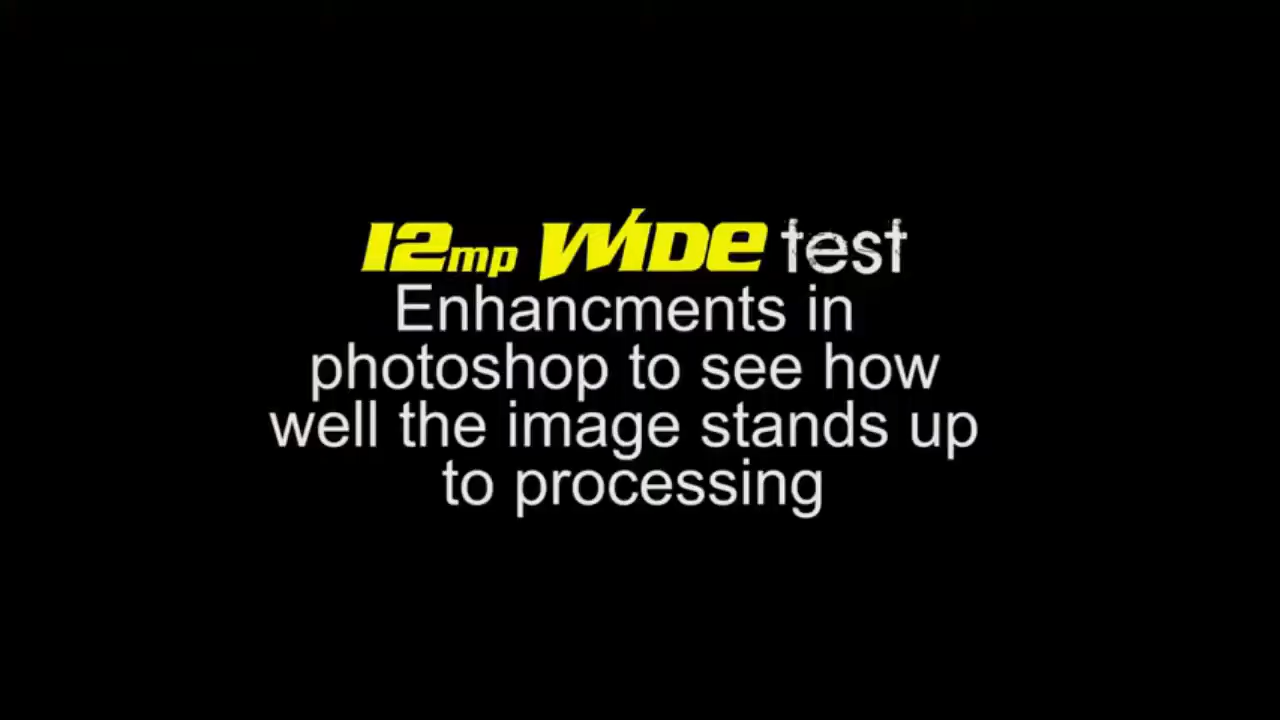 12mp WiDE test
Enhancments in
photoshop to see how
well the image stands up
to processing